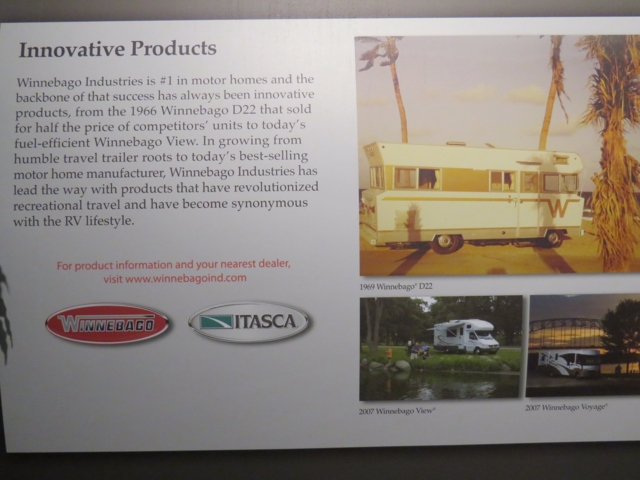 Innovative Products
Winnebago Industries is #1 in motor homes and the
backbone of that success has always been innovative
products, from the 1966 Winnebago D22 that sold
for half the price of competitors' units to today's
fuel-efficient Winnebago View. In growing from
humble travel trailer roots to today's best-selling
motor home manufacturer, Winnebago Industries has
lead the way with products that have revolutionized
recreational travel and have become synonymous
with the RV lifestyle.
For product information and your nearest dealer,
visit www.winnebagoind.com
WINNEBAGO
ITASCA
W
1969 Winnebago® D22
2007 Winnebago View®
2007 Winnebago Voyage®